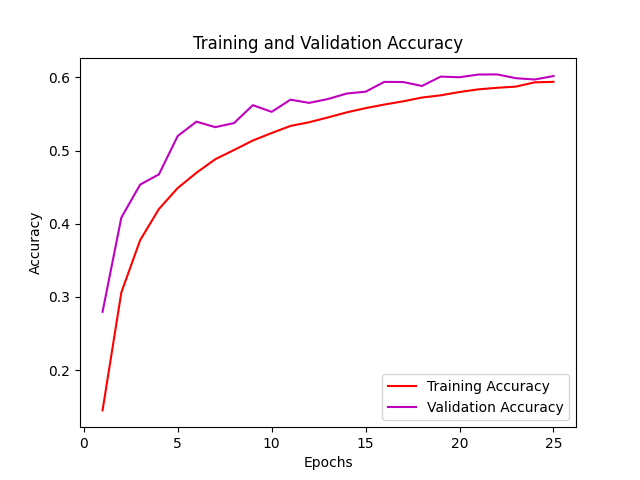 Training and Validation Accuracy
0.6
0.5
0.4
0.3
0.2
Accuracy
0
5
10
15
20
25
Epochs
Training Accuracy
Validation Accuracy